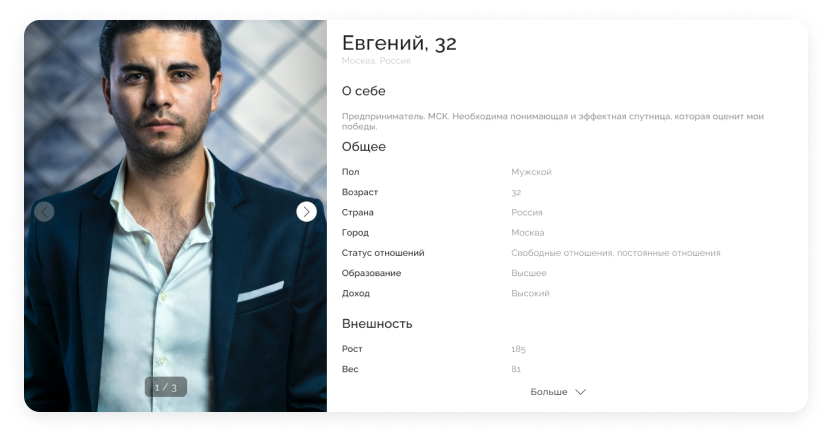 Евгений, 32
Москва, Россия
О себе
Предприниматель. МСК. Необходима понимающая и эффектная спутница, которая оценит мои
победы.
Общее
Пол Мужской
Возраст 32
Страна Россия
Город Москва
Статус отношений Свободные отношения, постоянные отношения
Образование Высшее
Доход Высокий
Внешность
Рост 185
Вес 81
Больше
1 / 3